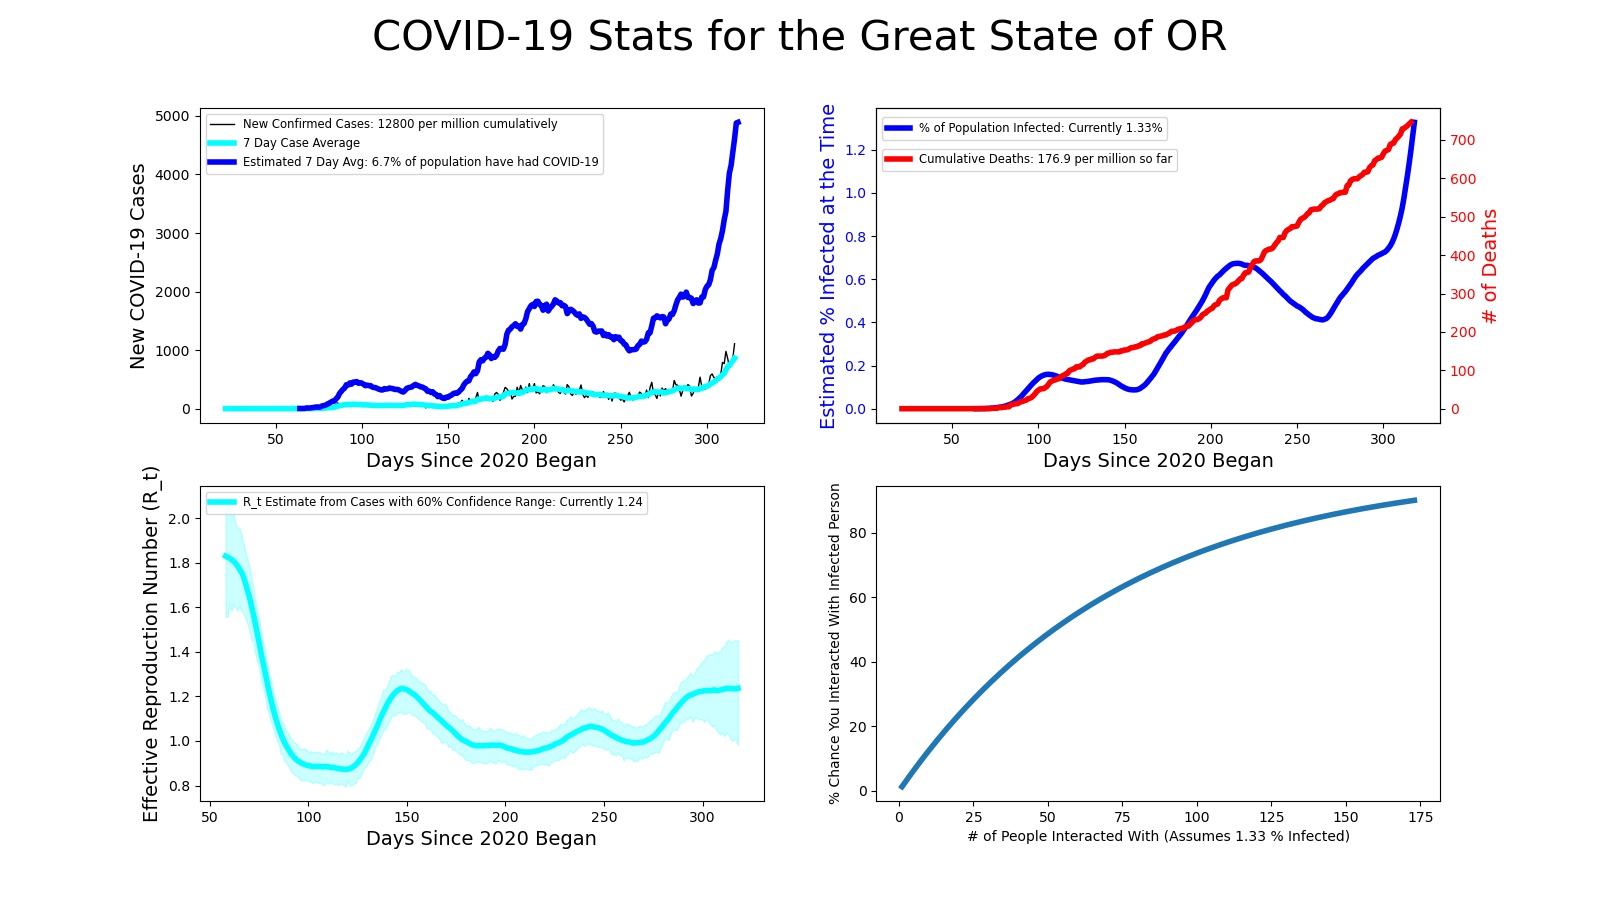 COVID-19 Stats for the Great State of OR
New COVID-19 Cases
5000
4000
3000
2000
1000
0
New Confirmed Cases: 12800 per million cumulatively
7 Day Case Average
Estimated 7 Day Avg: 6.7% of population have had COVID-19
50 100 150 200 250 300
Days Since 2020 Began
Estimated % Infected at the Time
1.2
1.0
0.8
0.6
0.4
0.2
0.0
% of Population Infected: Currently 1.33%
Cumulative Deaths: 176.9 per million so far
700
600
500
400
300
200
100
0
# of Deaths
50 100 150 200 250 300
Days Since 2020 Began
Effective Reproduction Number (R_t)
2.0
1.8
1.6
1.4
1.2
1.0
0.8
R_t Estimate from Cases with 60% Confidence Range: Currently 1.24
50 100 150 200 250 300
Days Since 2020 Began
% Chance You Interacted With Infected Person
80
60
40
20
0
0 25 50 75 100 125 150 175
# of People Interacted With (Assumes 1.33 % Infected)